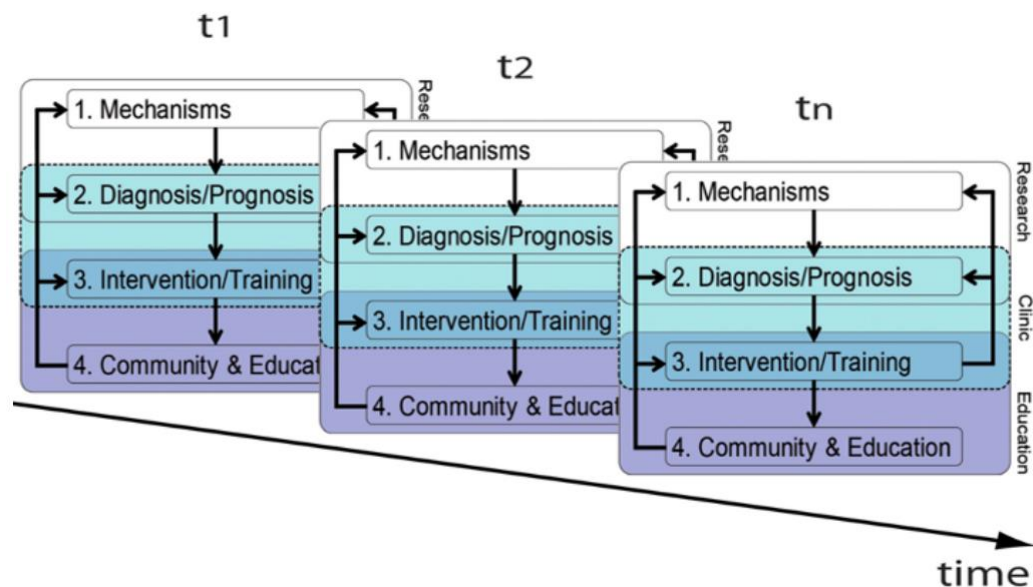 t1
t2
tn
1. Mechanisms
2. Diagnosis/Prognosis
3. Intervention/Training
4. Community & Educat
Rese
1. Mechanisms
2. Diagnosis/Prognosis
3. Intervention/Training
4. Community & Educat
Rese
1. Mechanisms
2. Diagnosis/Prognosis
3. Intervention/Training
4. Community & Education
Research
Clinic
Education
time